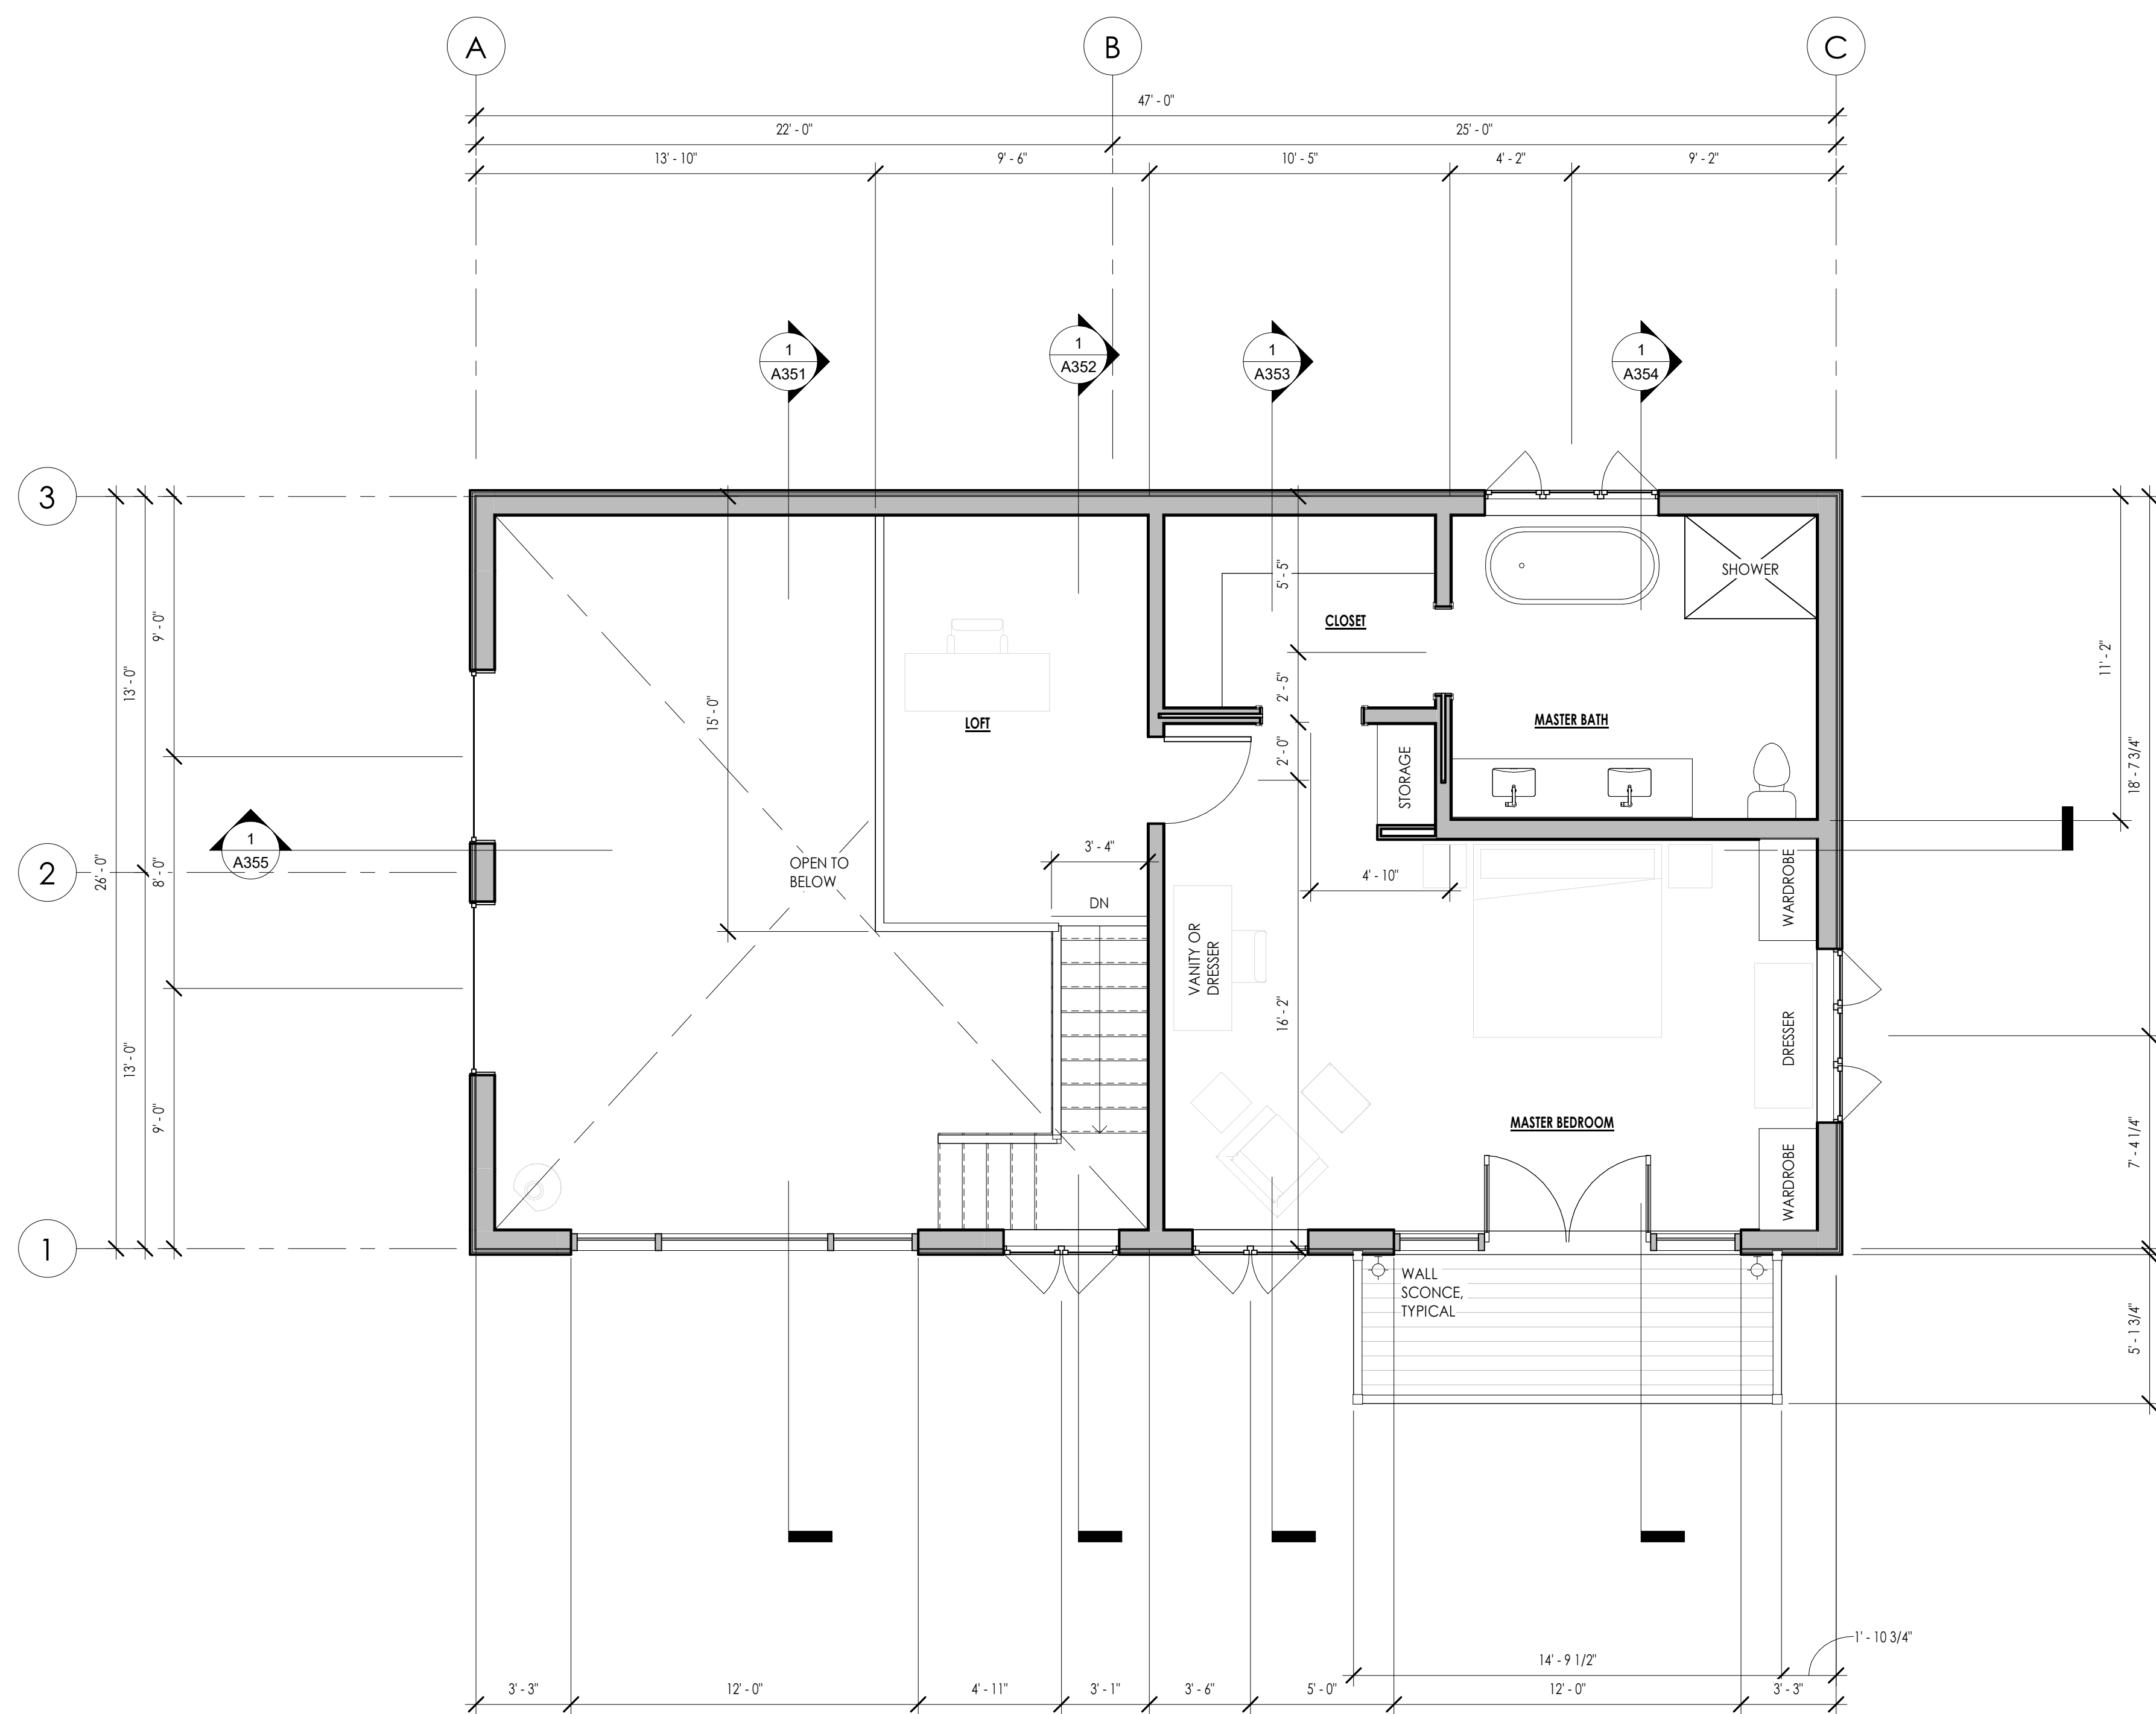 A
B
C
47' - 0"
22' - 0"
25' - 0"
13' - 10"
9' - 6"
10' - 5"
4' - 2"
9' - 2"
1
A351
1
A352
1
A353
1
A354
3
9' - 0"
13' - 0"
26' - 0"
8' - 0"
2
1
A355
13' - 0"
9' - 0"
1
15' - 0"
OPEN TO
BELOW
LOFT
3' - 4"
DN
5' - 5"
CLOSET
2' - 5"
2' - 0"
STORAGE
4' - 10"
16' - 2"
VANITY OR
DRESSER
SHOWER
MASTER BATH
WARDROBE
DRESSER
MASTER BEDROOM
WARDROBE
11' - 2"
18' - 7 3/4"
7' - 4 1/4"
5' - 1 3/4"
WALL
SCONCE,
TYPICAL
1' - 10 3/4"
14' - 9 1/2"
3' - 3"
12' - 0"
4' - 11"
3' - 1"
3' - 6"
5' - 0"
12' - 0"
3' - 3"